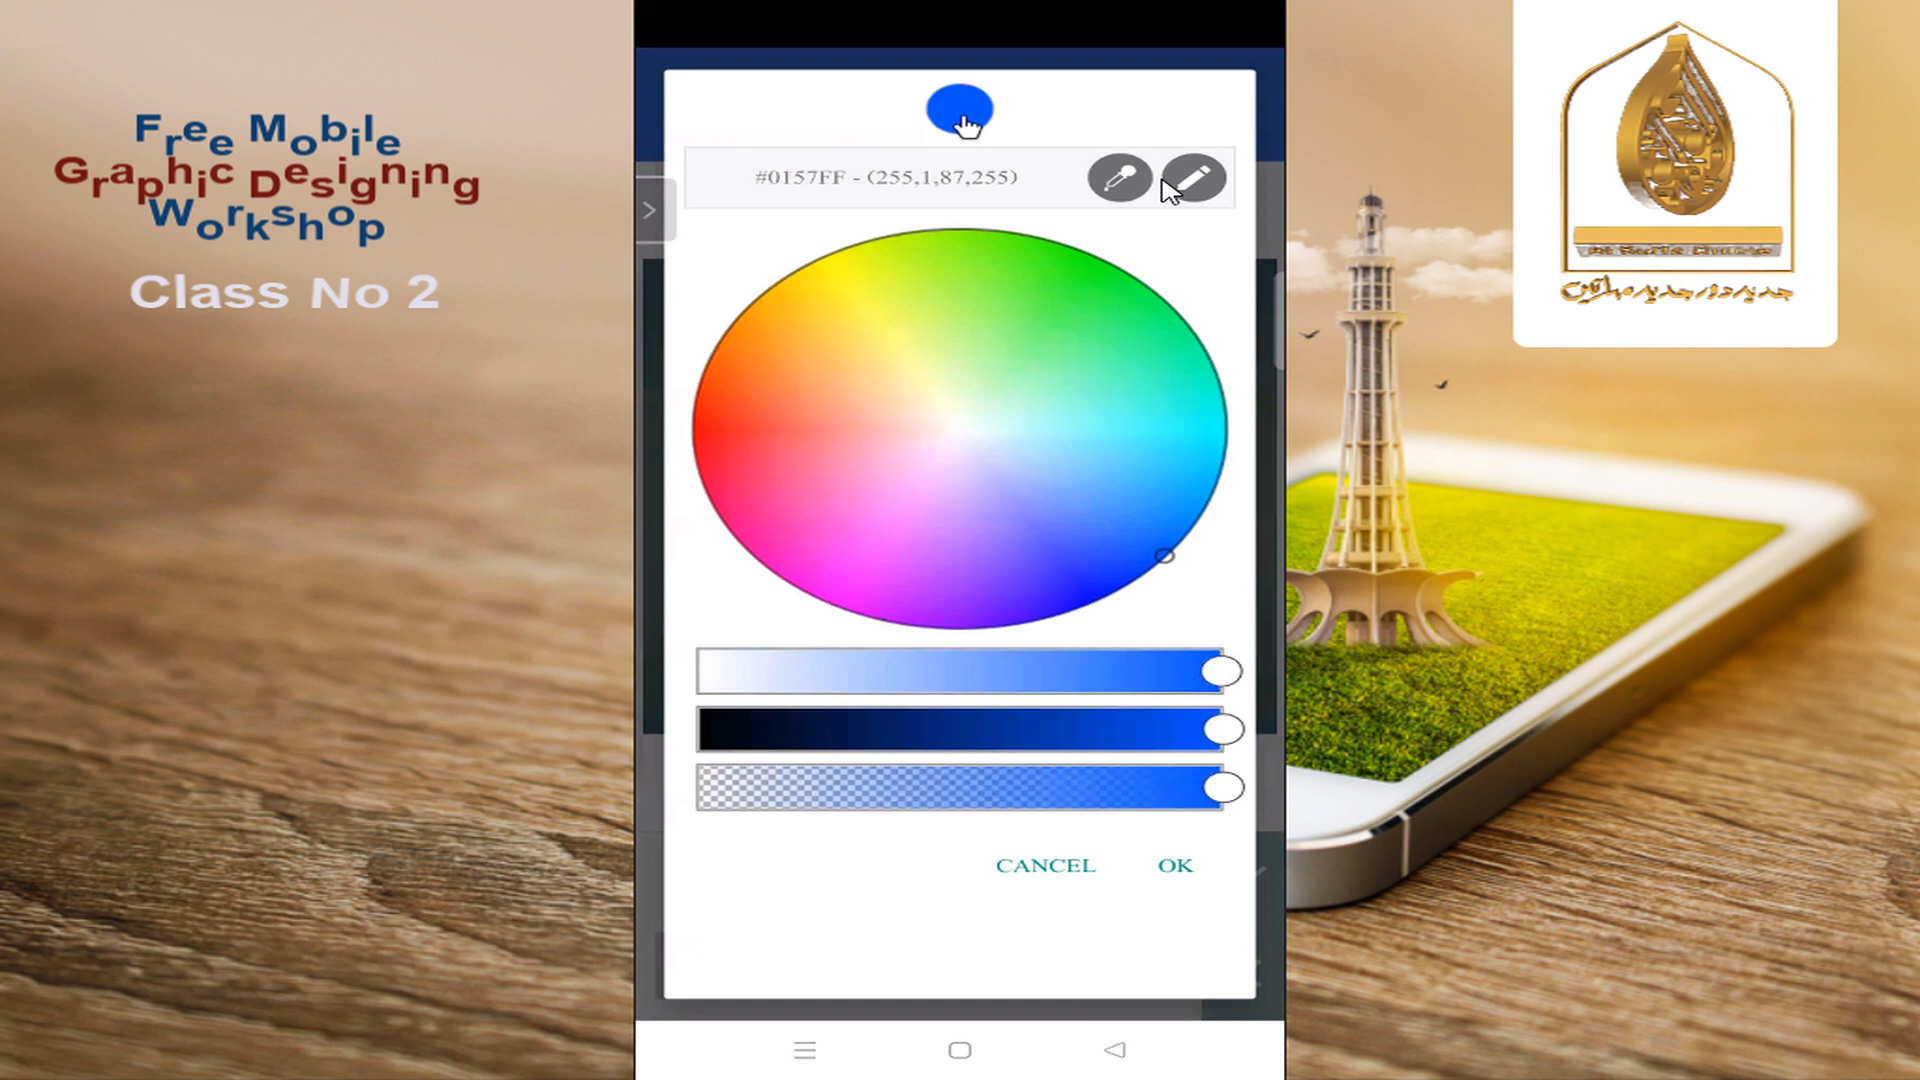 Free Mobile
Graphic Designing
Workshop
Class No 2
#0157FF - (255,1,87,255)
CANCEL
OK